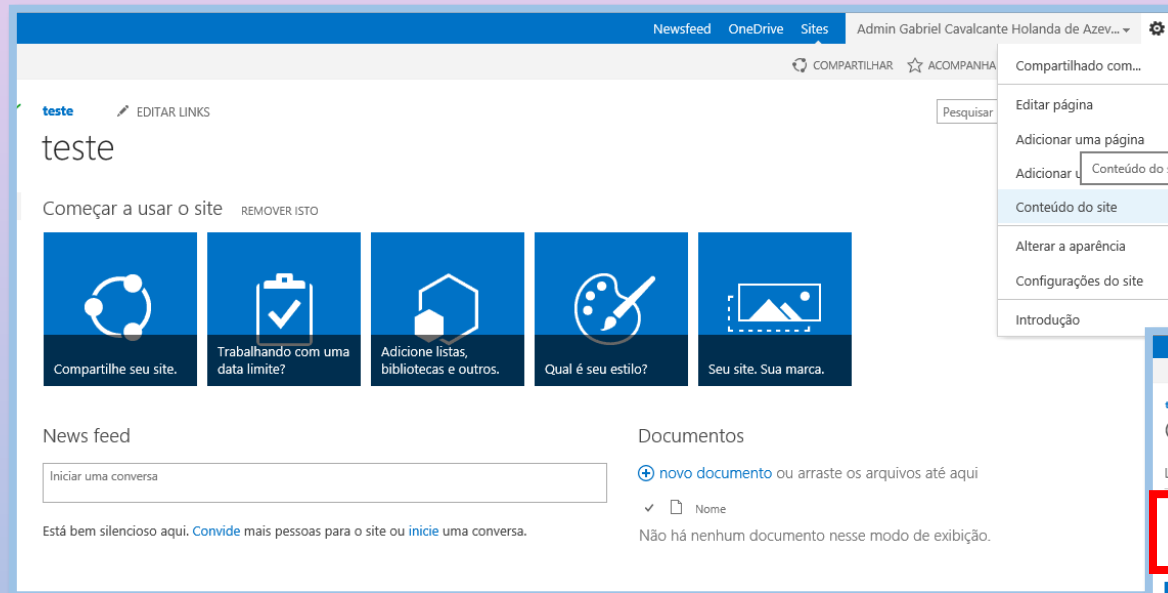 Newsfeed OneDrive Sites Admin Gabriel Cavalcante Holanda de Azev...
COMPARTILHAR ACOMPANHA
Compartilhado com...
teste EDITAR LINKS
Pesquisar
Editar página
teste
Adicionar uma página
Adicionar u
Conteúdo do s
Conteúdo do site
Começar a usar o site REMOVER ISTO
Alterar a aparência
Configurações do site
Introdução
Compartilhe seu site.
Trabalhando com uma
data limite?
Adicione listas,
bibliotecas e outros.
Qual é seu estilo?
Seu site. Sua marca.
News feed
Iniciar uma conversa
Está bem silencioso aqui. Convide mais pessoas para o site ou inicie uma conversa.
Documentos
novo documento ou arraste os arquivos até aqui
Nome
Não há nenhum documento nesse modo de exibição.